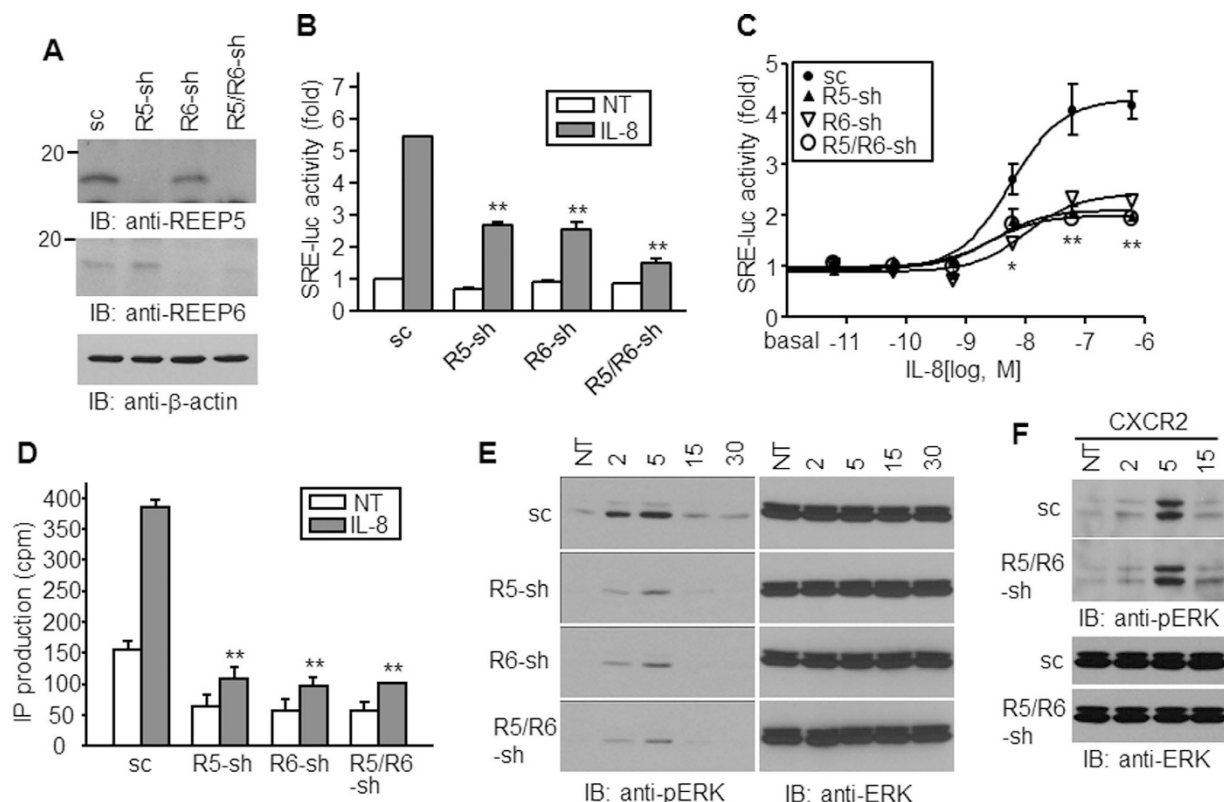 A
sc
R5-sh
R6-sh
R5/R6-sh
20
IB: anti-REEP5
20
IB: anti-REEP6
IB: anti-β-actin
B
SRE-luc activity (fold)
7
6
5
4
3
2
1
0
NT
IL-8
**
**
**
sc
R5-sh
R6-sh
R5/R6-sh
C
SRE-luc activity (fold)
5
4
3
2
1
sc
R5-sh
R6-sh
R5/R6-sh
*
**
**
basal -11 -10 -9 -8 -7 -6
IL-8[log, M]
D
IP production (cpm)
400
350
300
250
200
150
100
50
0
NT
IL-8
**
**
**
sc
R5-sh
R6-sh
R5/R6
-sh
E
NT 2 5 15 30
NT 2 5 15 30
sc
R5-sh
R6-sh
R5/R6
-sh
IB: anti-pERK
IB: anti-ERK
F
CXCR2
NT 2 5 15
sc
R5/R6
-sh
IB: anti-pERK
sc
R5/R6
-sh
IB: anti-ERK